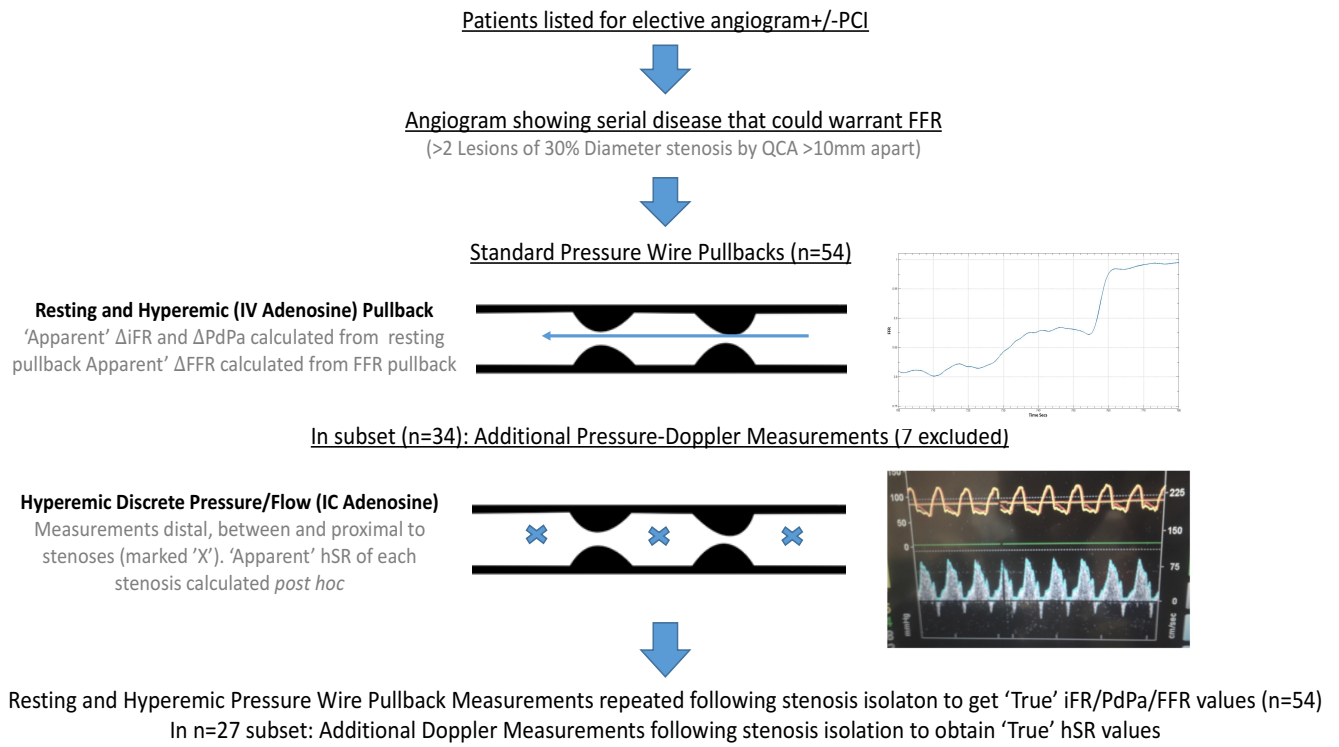 Patients listed for elective angiogram+/-PCI
Angiogram showing serial disease that could warrant FFR
(>2 Lesions of 30% Diameter stenosis by QCA >10mm apart)
Standard Pressure Wire Pullbacks (n=54)
Resting and Hyperemic (IV Adenosine) Pullback
‘Apparent’ ΔiFR and ΔPdPa calculated from resting
pullback Apparent’ ΔFFR calculated from FFR pullback
Time Secs
In subset (n=34): Additional Pressure-Doppler Measurements (7 excluded)
Hyperemic Discrete Pressure/Flow (IC Adenosine)
Measurements distal, between and proximal to
stenoses (marked ’X’). ‘Apparent’ hSR of each
stenosis calculated post hoc
150
100
50
0
225
150
75
0
mmHg
cm/sec
Resting and Hyperemic Pressure Wire Pullback Measurements repeated following stenosis isolaton to get ‘True’ iFR/PdPa/FFR values (n=54)
In n=27 subset: Additional Doppler Measurements following stenosis isolation to obtain ‘True’ hSR values